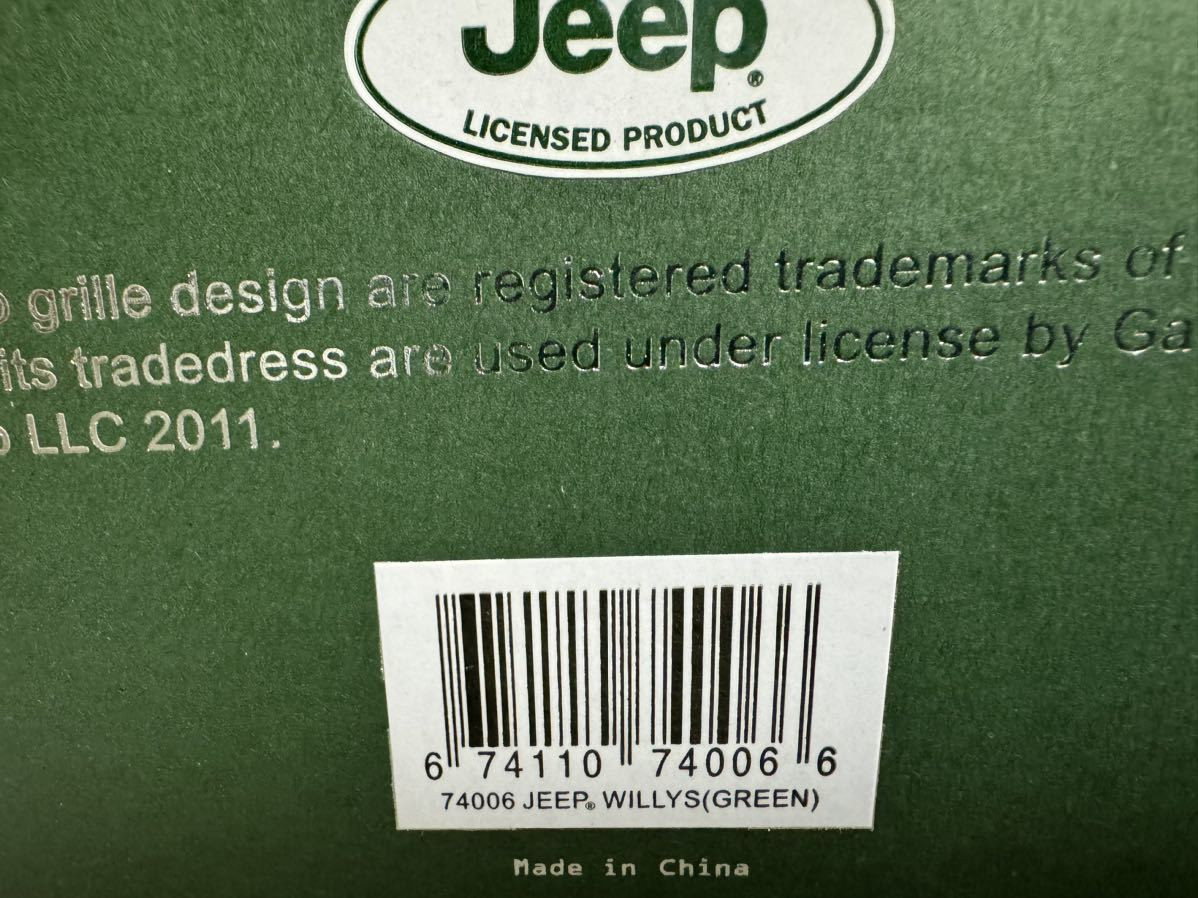 Jeep®
LICENSED PRODUCT
grille design are registered trademarks of
its tradedress are used under license by
LLC 2011.
6 74110 74006 6
74006 JEEP® WILLYS(GREEN)
Made in China